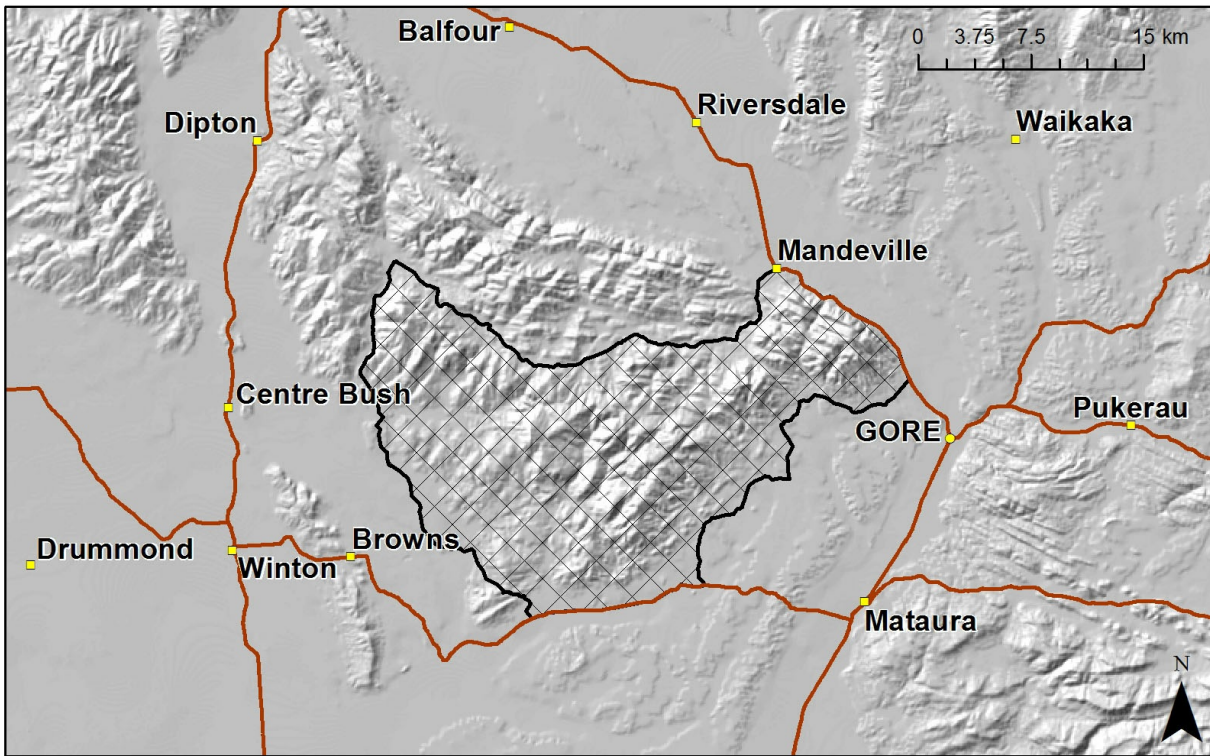 Balfour
0 3.75 7.5 15 km
Riversdale
Dipton
Waikaka
Mandeville
Centre Bush
Pukerau
GORE
Drummond
Browns
Winton
Mataura
N